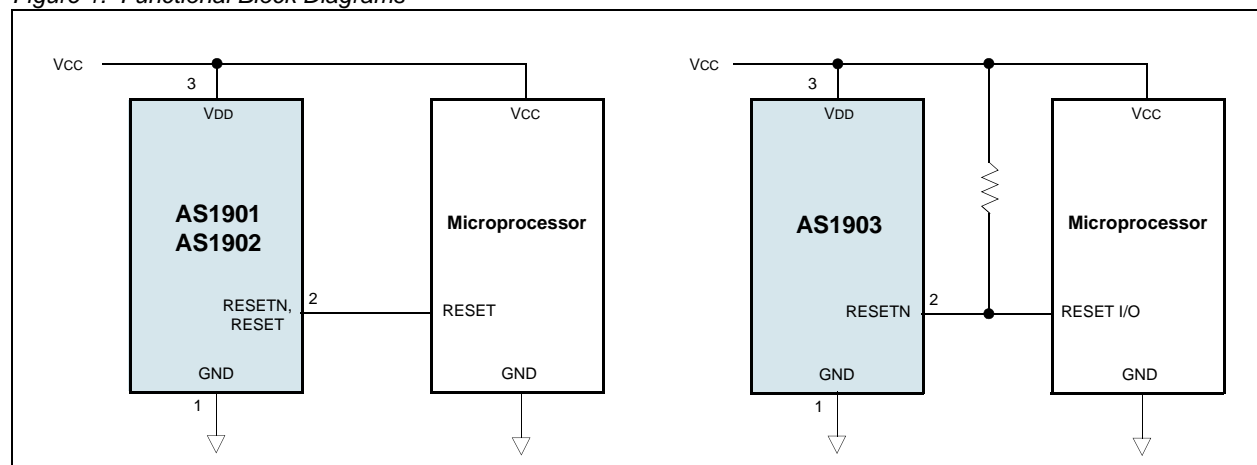 Figure 1. Functional Block Diagrams
VCC
3
VDD
AS1901
AS1902
RESETN,
RESET
2
GND
1
VCC
Microprocessor
RESET
GND
VCC
3
VDD
AS1903
RESETN
2
GND
1
VCC
Microprocessor
RESET I/O
GND